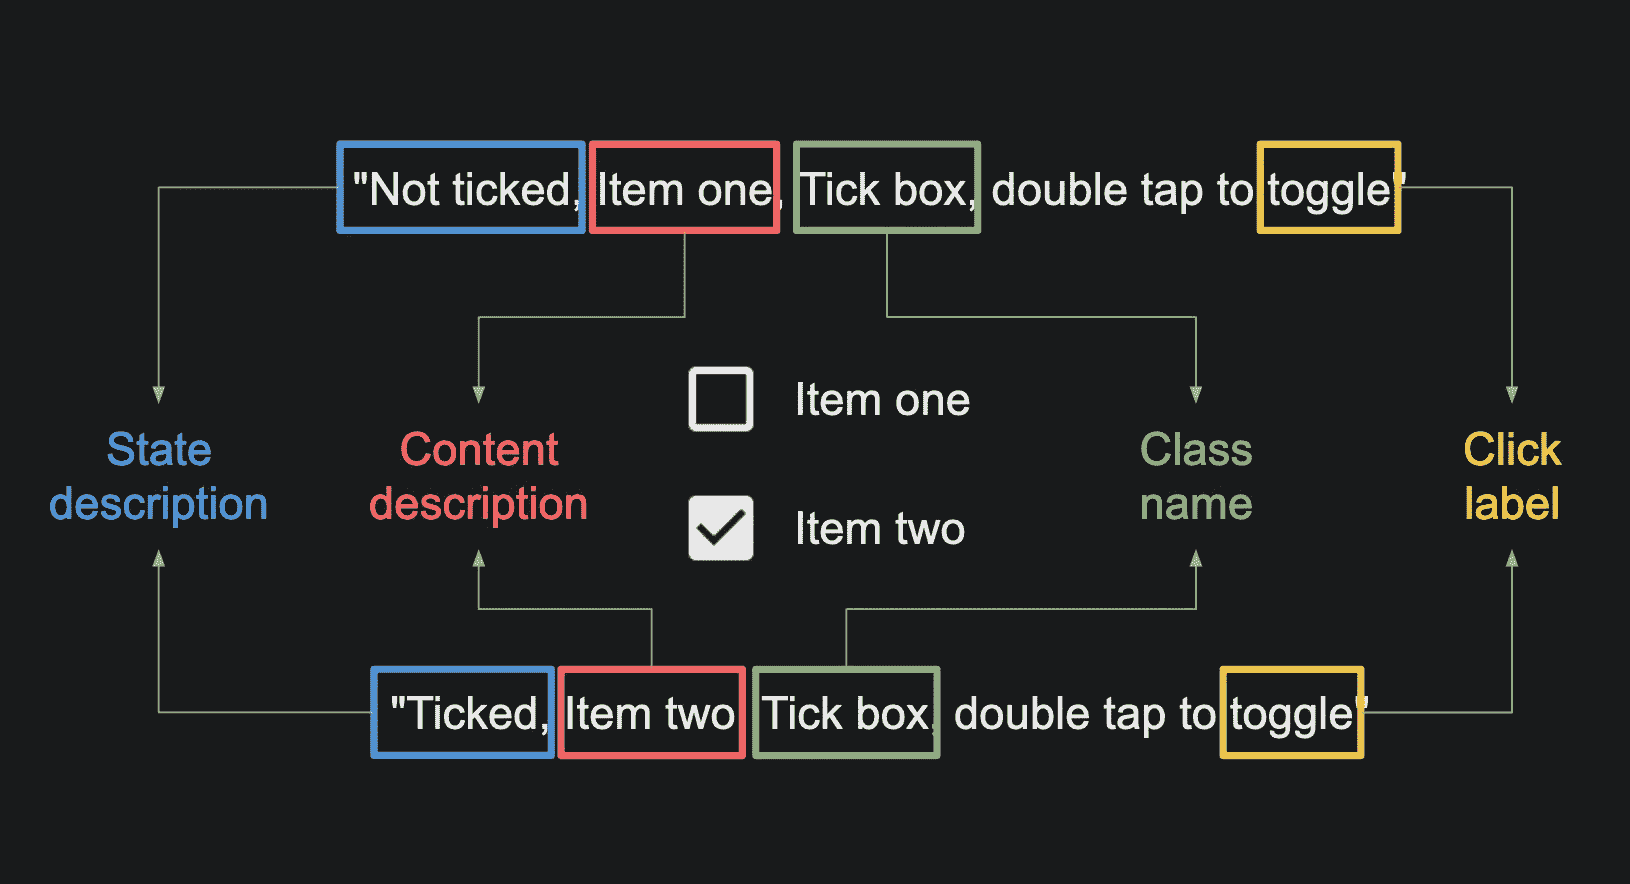 "Not ticked, Item one, Tick box, double tap to toggle"
Item one
State description
Content description
Class name
Click label
Item two
"Ticked, Item two Tick box, double tap to toggle"